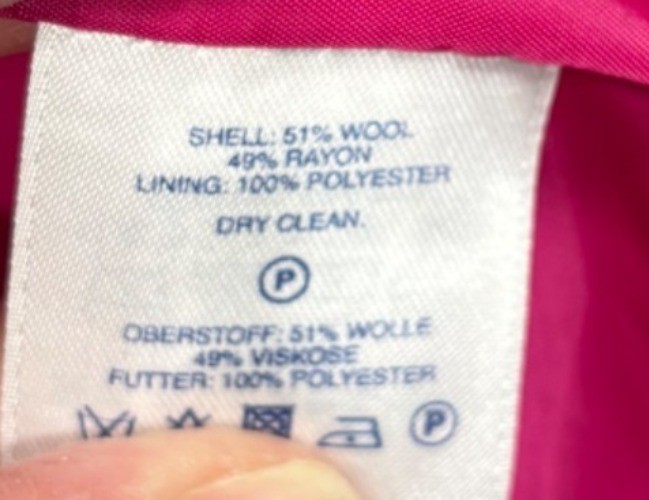 SHELL: 51% WOOL
49% RAYON
LINING: 100% POLYESTER
DRY CLEAN.
P
OBERSTOFF: 51% WOLLE
49% VISKOSE
FUTTER: 100% POLYESTER
P